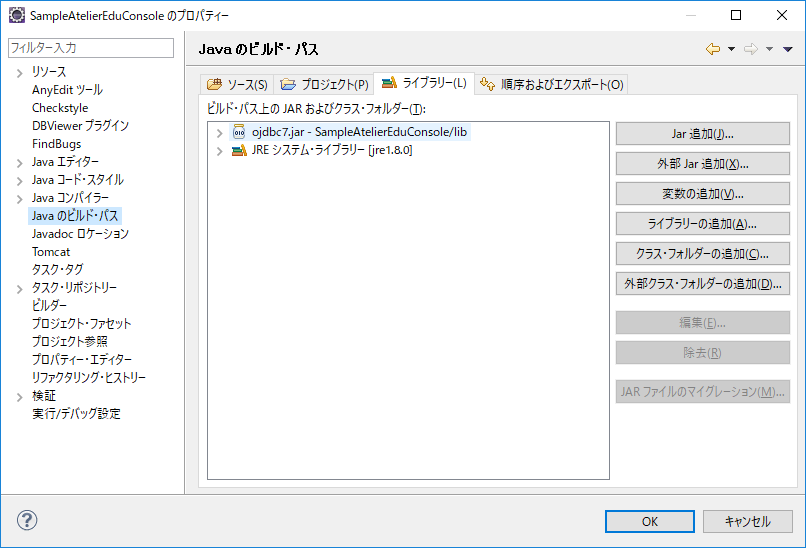 SampleAtelierEduConsole のプロパティー
フィルター入力
リソース
AnyEdit ツール
Checkstyle
DBViewer プラグイン
FindBugs
Java エディター
Java コード・スタイル
Java コンパイラー
Java のビルド・パス
Javadoc ロケーション
Tomcat
タスク・タグ
タスク・リポジトリー
ビルダー
プロジェクト・ファセット
プロジェクト参照
プロパティー・エディター
リファクタリング・ヒストリー
検証
実行/デバッグ設定
Java のビルド・パス
ソース(S) プロジェクト(P) ライブラリー(L) 順序およびエクスポート(O)
ビルド・パス上の JAR およびクラス・フォルダー(T):
ojdbc7.jar - SampleAtelierEduConsole/lib
JRE システム・ライブラリー [jre1.8.0]
Jar 追加(J)...
外部 Jar 追加(X)...
変数の追加(V)...
ライブラリーの追加(A)...
クラス・フォルダーの追加(C)...
外部クラス・フォルダーの追加(D)...
編集(E)...
除去(R)
JAR ファイルのマイグレーション(M)...
OK キャンセル